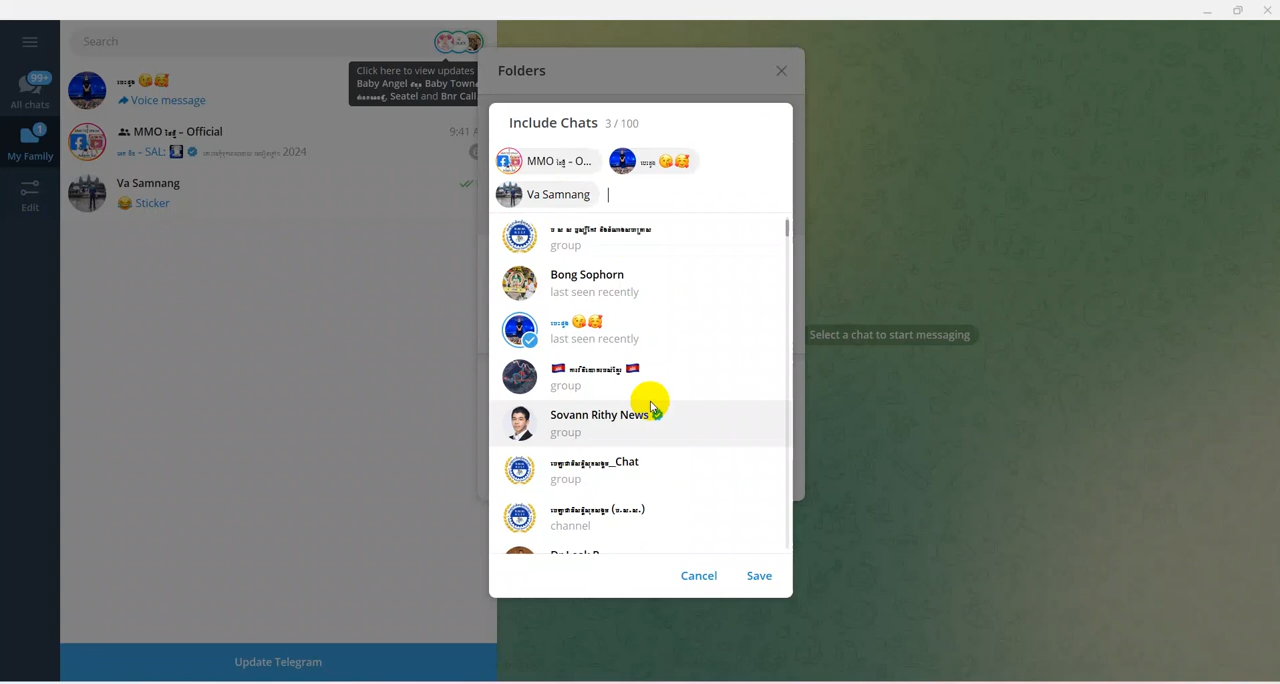 Search
99+
All chats
1
My Family
Edit
Voice message
MMO - Official
9:41 A
- SAL:
2024
Va Samnang
😂 Sticker
Click here to view updates
Baby Angel Baby Towne
Seatel and Bnr Call
Update Telegram
Folders
Include Chats 3 / 100
MMO - O...
😘🥰
Va Samnang
group
Bong Sophorn
last seen recently
😘🥰
last seen recently
🇰🇭 🇰🇭
group
Sovann Rithy News
group
_Chat
group
channel
Cancel
Save
Select a chat to start messaging